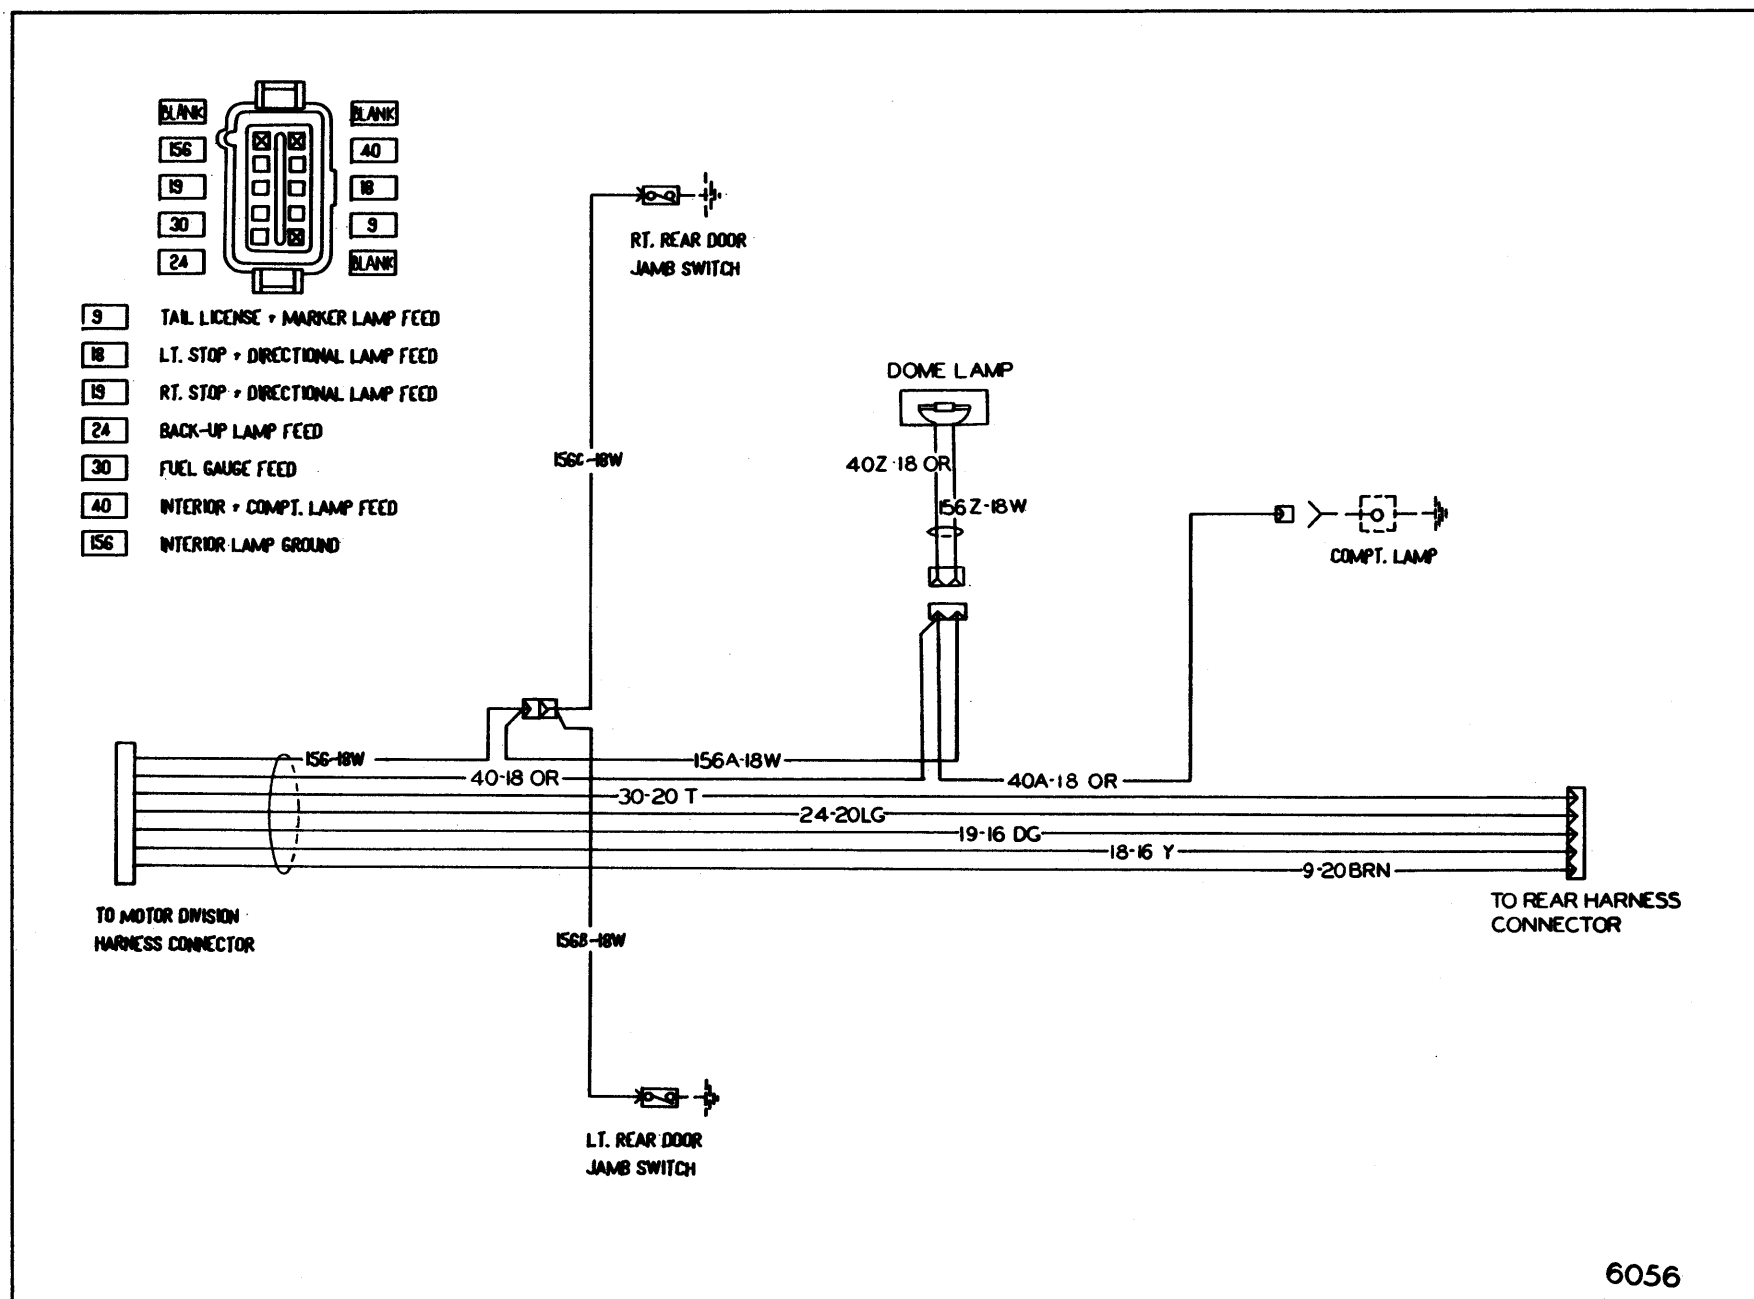 BLANK
BLANK
156
40
19
18
30
9
24
BLANK
9 TAIL LICENSE + MARKER LAMP FEED
18 LT. STOP + DIRECTIONAL LAMP FEED
19 RT. STOP + DIRECTIONAL LAMP FEED
24 BACK-UP LAMP FEED
30 FUEL GAUGE FEED
40 INTERIOR + COMPT. LAMP FEED
156 INTERIOR LAMP GROUND
RT. REAR DOOR
JAMB SWITCH
DOME LAMP
156C-18W
40Z-18 OR
156Z-18W
COMPT. LAMP
156-18W
156A-18W
40-18 OR
40A-18 OR
30-20 T
24-20LG
19-16 DG
18-16 Y
9-20BRN
TO MOTOR DIVISION
HARNESS CONNECTOR
TO REAR HARNESS
CONNECTOR
156B-18W
LT. REAR DOOR
JAMB SWITCH
6056